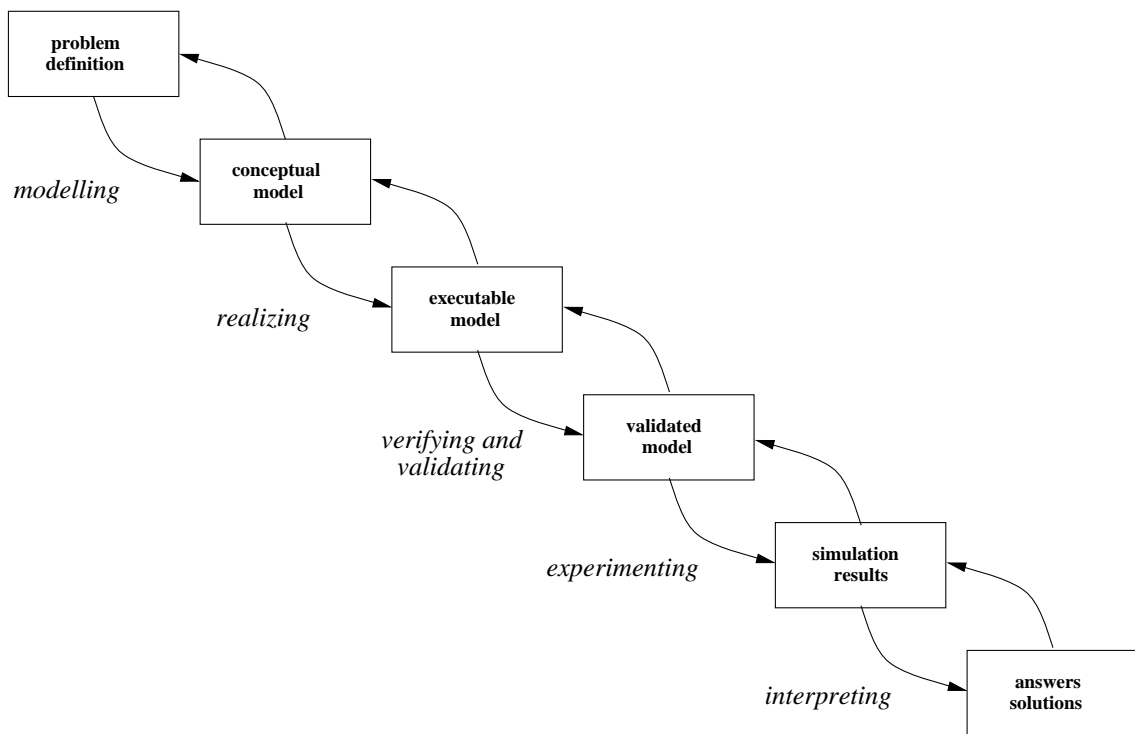 problem
definition
modelling
conceptual
model
realizing
executable
model
verifying and
validating
validated
model
experimenting
simulation
results
interpreting
answers
solutions